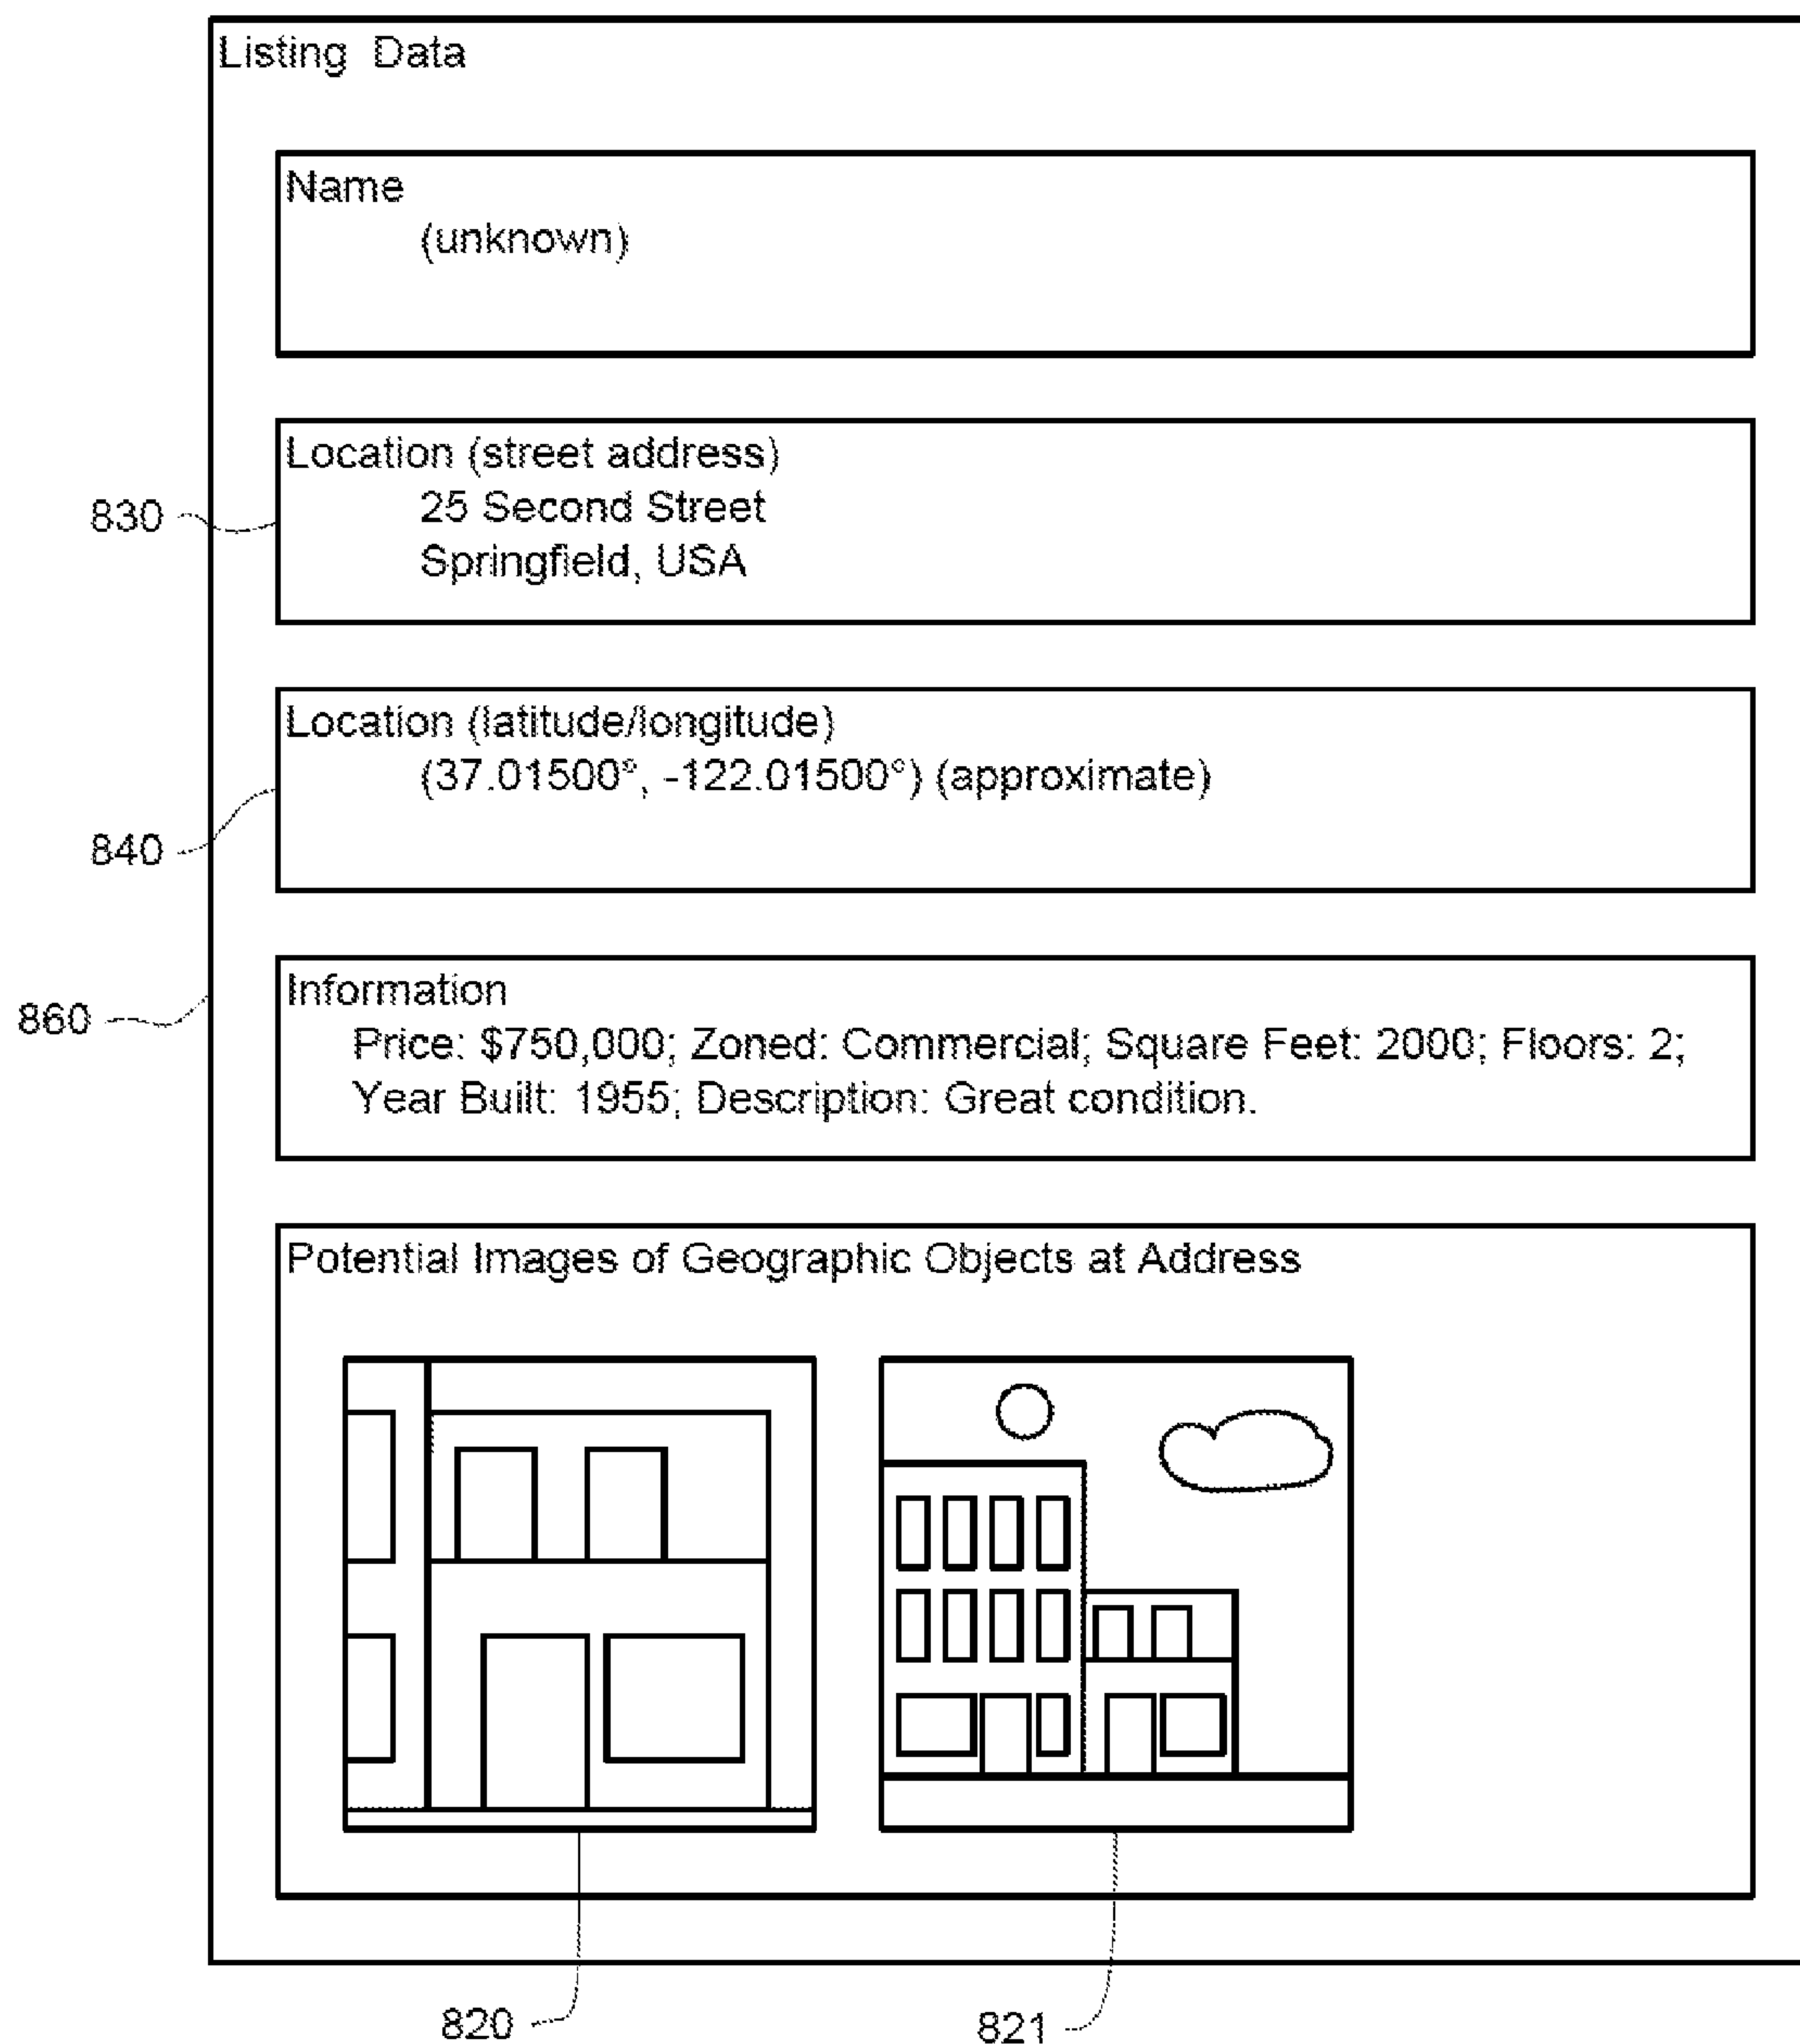 Listing Data
Name
(unknown)
Location (street address)
25 Second Street
Springfield, USA
830
Location (latitude/longitude)
(37.01500°, -122.01500°) (approximate)
840
Information
Price: $750,000; Zoned: Commercial; Square Feet: 2000; Floors: 2;
Year Built: 1955; Description: Great condition.
860
Potential Images of Geographic Objects at Address
820
821